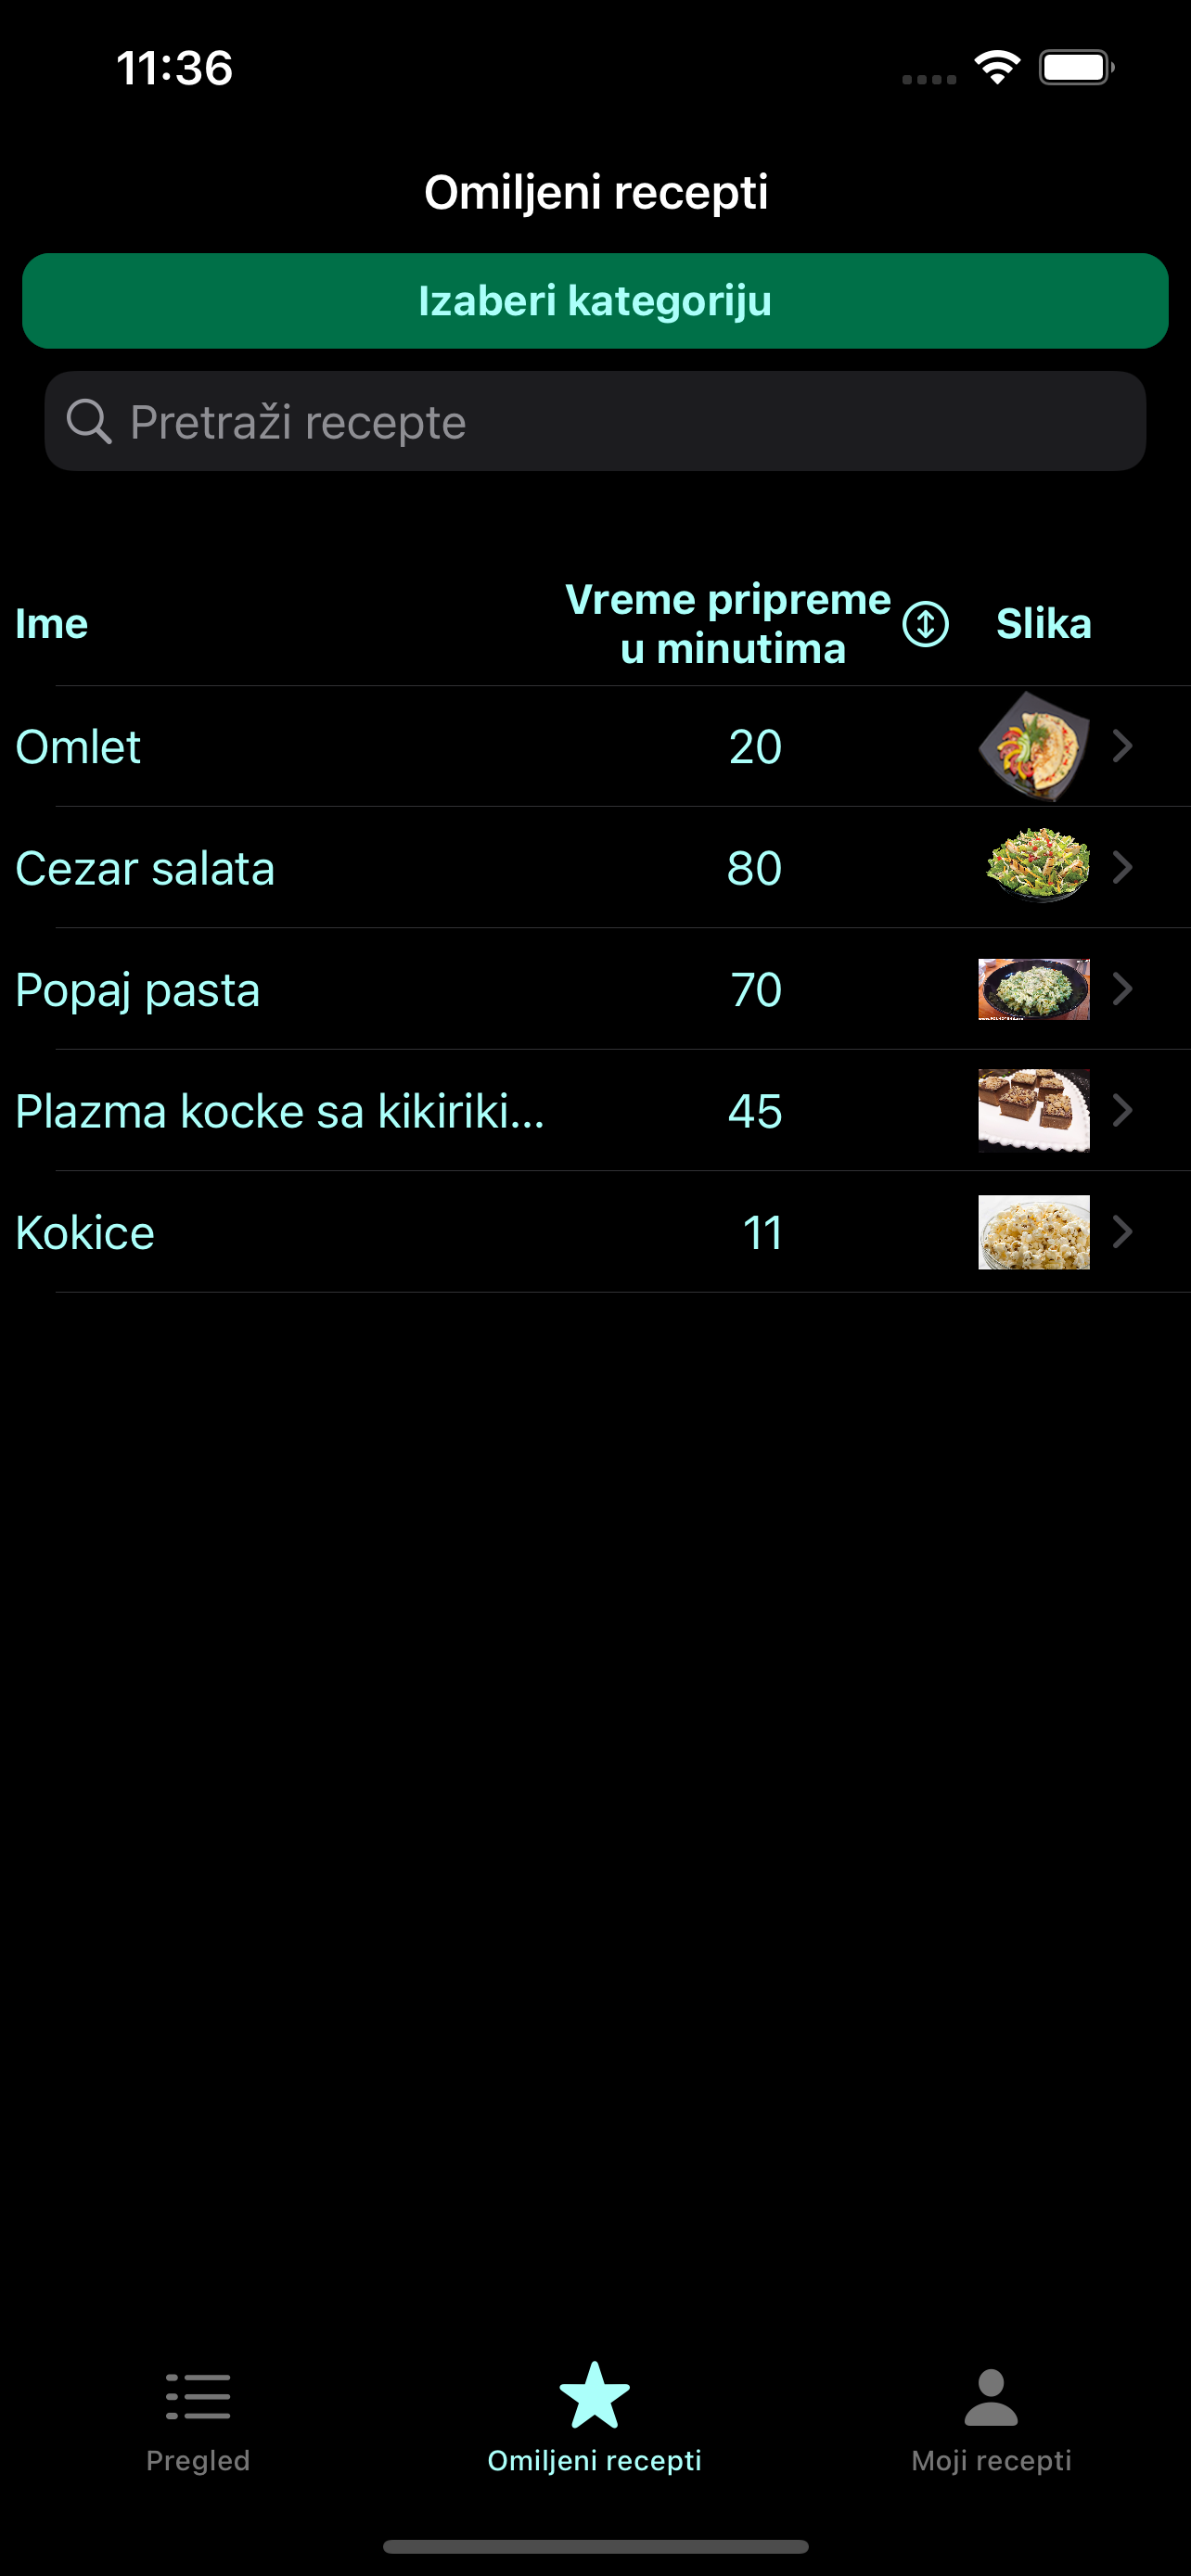 11:36
Omiljeni recepti
Izaberi kategoriju
Pretraži recepte
Ime
Vreme pripreme
u minutima
Slika
Omlet 20
Cezar salata 80
Popaj pasta 70
Plazma kocke sa kikiriki... 45
Kokice 11
Pregled
Omiljeni recepti
Moji recepti